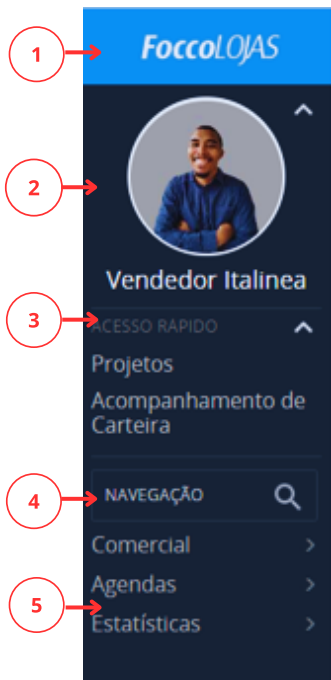 1
FoccoLOJAS
2
Vendedor Italinea
3
ACESSO RAPIDO
Projetos
Acompanhamento de
Carteira
4
NAVEGAÇÃO
Comercial
Agendas
5
Estatísticas